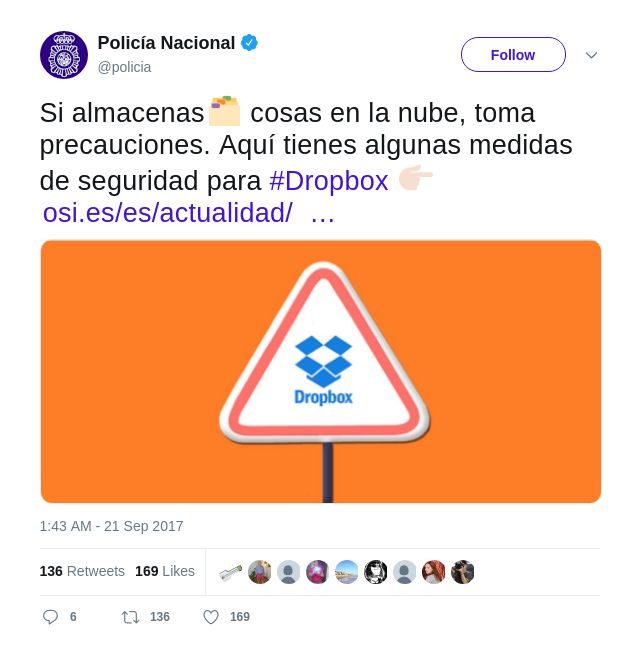 Policía Nacional
@policia
Follow
Si almacenas cosas en la nube, toma
precauciones. Aquí tienes algunas medidas
de seguridad para #Dropbox
osi.es/es/actualidad/ …
Dropbox
1:43 AM - 21 Sep 2017
136 Retweets 169 Likes
6 136 169